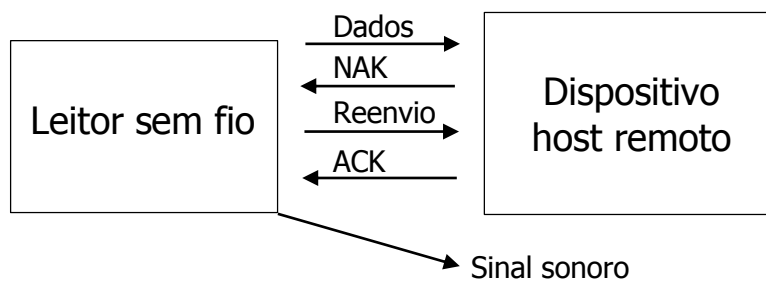 Dados
NAK
Leitor sem fio
Reenvio
ACK
Dispositivo
host remoto
Sinal sonoro